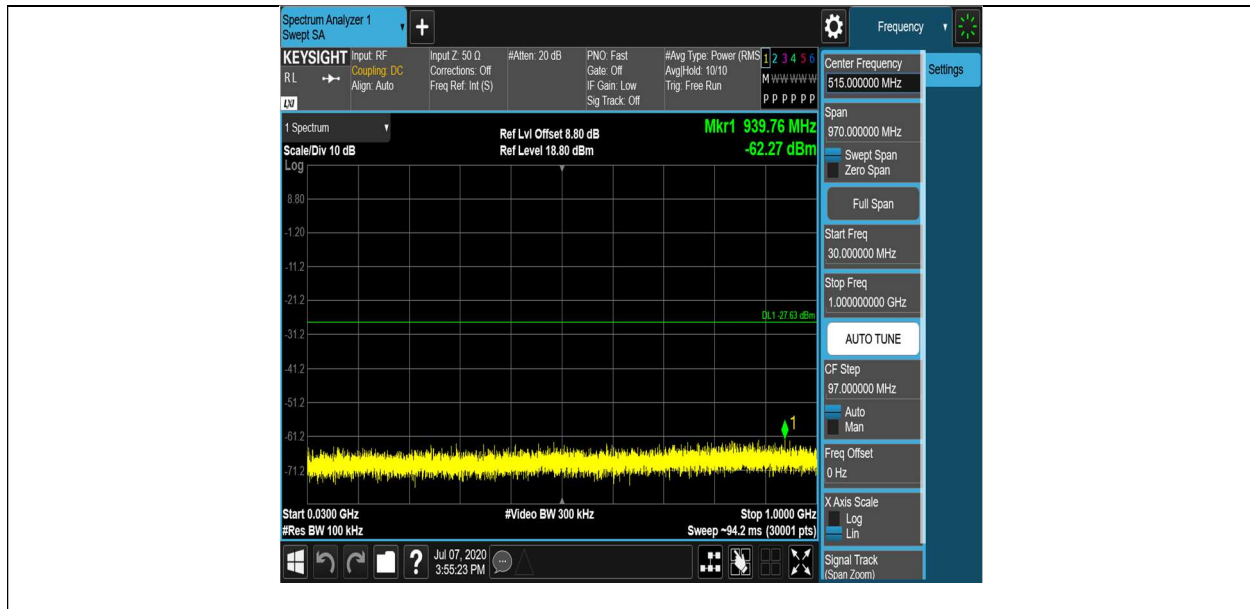 Spectrum Analyzer 1
Swept SA
+
Frequency
KEYSIGHT
RL
LXI
Input: RF
Coupling: DC
Align: Auto
Input Z: 50 Ω
Corrections: Off
Freq Ref: Int (S)
#Atten: 20 dB
PNO: Fast
Gate: Off
IF Gain: Low
Sig Track: Off
#Avg Type: Power (RMS
Avg|Hold: 10/10
Trig: Free Run
1 2 3 4 5 6
M W W W W W
P P P P P P
1 Spectrum
Scale/Div 10 dB
Ref Lvl Offset 8.80 dB
Ref Level 18.80 dBm
Mkr1 939.76 MHz
-62.27 dBm
Log
8.80
-1.20
-11.2
-21.2
DL1 -27.63 dBm
-31.2
-41.2
-51.2
1
-61.2
-71.2
Start 0.0300 GHz
#Video BW 300 kHz
Stop 1.0000 GHz
#Res BW 100 kHz
Sweep ~94.2 ms (30001 pts)
Center Frequency
515.000000 MHz
Settings
Span
970.000000 MHz
Swept Span
Zero Span
Full Span
Start Freq
30.000000 MHz
Stop Freq
1.000000000 GHz
AUTO TUNE
CF Step
97.000000 MHz
Auto
Man
Freq Offset
0 Hz
X Axis Scale
Log
Lin
Signal Track
(Span Zoom)
?
Jul 07, 2020
3:55:23 PM